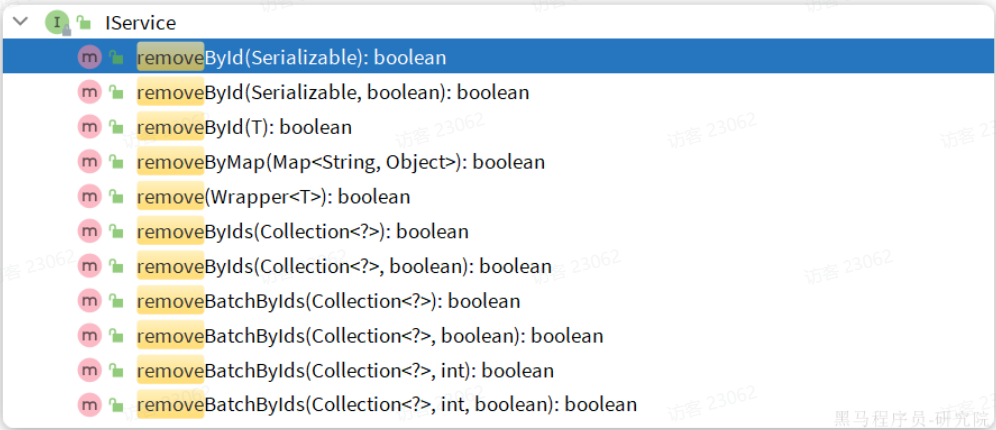 IService
removeById(Serializable): boolean
removeById(Serializable, boolean): boolean
removeById(T): boolean
removeByMap(Map<String, Object>): boolean
remove(Wrapper<T>): boolean
removeByIds(Collection<?>): boolean
removeByIds(Collection<?>, boolean): boolean
removeBatchByIds(Collection<?>): boolean
removeBatchByIds(Collection<?>, boolean): boolean
removeBatchByIds(Collection<?>, int): boolean
removeBatchByIds(Collection<?>, int, boolean): boolean
访客 23062
黑马程序员-研究院